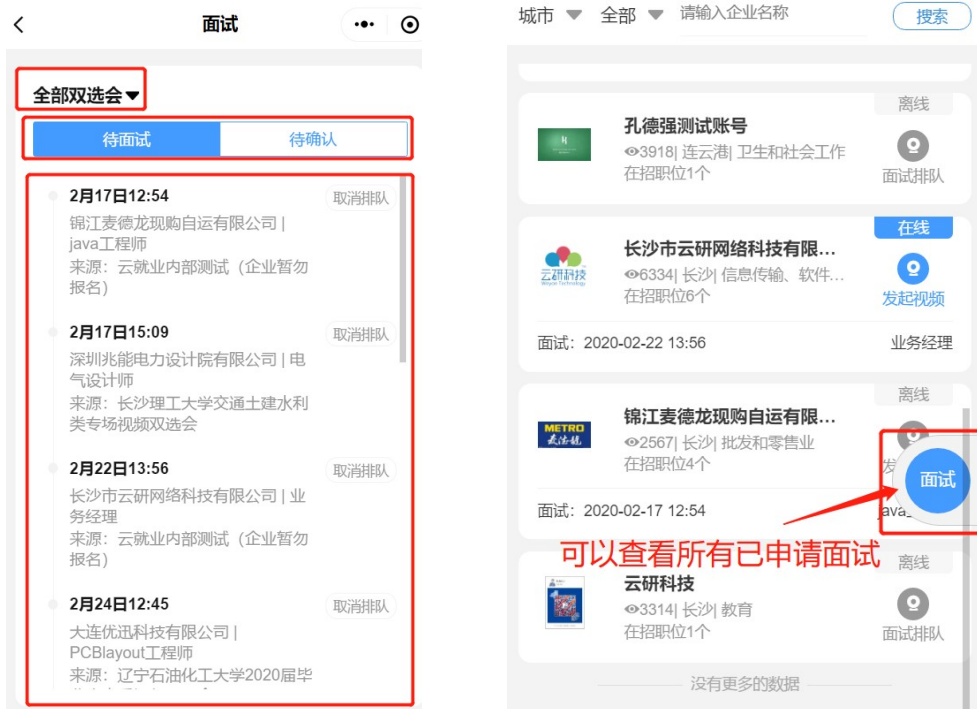 面试
全部双选会
待面试
待确认
2月17日12:54
取消排队
锦江麦德龙现购自运有限公司 |
java工程师
来源：云就业内部测试（企业暂勿
报名）
2月17日15:09
取消排队
深圳兆能电力设计院有限公司 | 电
气设计师
来源：长沙理工大学交通土建水利
类专场视频双选会
2月22日13:56
取消排队
长沙市云研网络科技有限公司 | 业
务经理
来源：云就业内部测试（企业暂勿
报名）
2月24日12:45
取消排队
大连优迅科技有限公司 |
PCBlayout工程师
来源：辽宁石油化工大学2020届毕
城市
全部
请输入企业名称
搜索
离线
孔德强测试账号
3918| 连云港| 卫生和社会工作
在招职位1个
面试排队
在线
长沙市云研网络科技有限...
云研科技
6334| 长沙| 信息传输、软件...
在招职位6个
发起视频
面试：2020-02-22 13:56
业务经理
离线
锦江麦德龙现购自运有限...
METRO
麦德龙
2567| 长沙| 批发和零售业
在招职位4个
发
面试
面试：2020-02-17 12:54
java
可以查看所有已申请面试
离线
云研科技
3314| 长沙| 教育
在招职位1个
面试排队
没有更多的数据